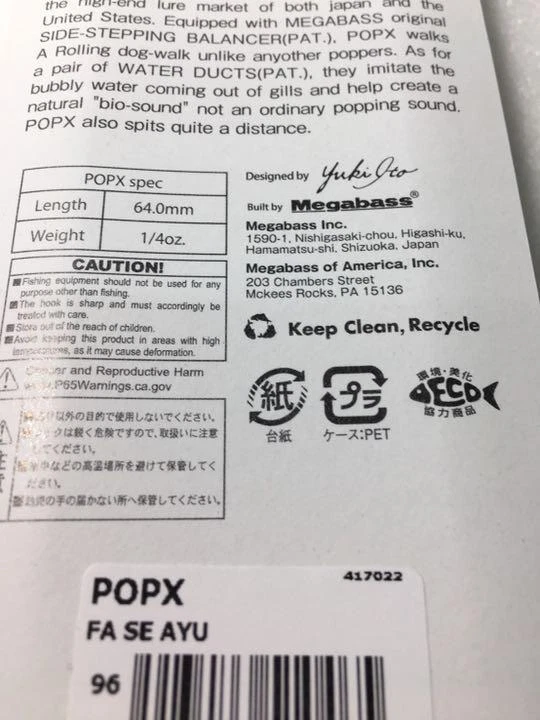 the high-end lure market of both japan and the
United States. Equipped with MEGABASS original
SIDE-STEPPING BALANCER(PAT.), POPX walks
A Rolling dog-walk unlike anyother poppers. As for
a pair of WATER DUCTS(PAT.), they imitate the
bubbly water coming out of gills and help create a
natural "bio-sound" not an ordinary popping sound.
POPX also spits quite a distance.
POPX spec
Length 64.0mm
Weight 1/4oz.
CAUTION!
Fishing equipment should not be used for any
purpose other than fishing.
The hook is sharp and must accordingly be
treated with care.
Store out of the reach of children.
Avoid keeping this product in areas with high
temperatures, as it may cause deformation.
Cancer and Reproductive Harm
www.P65Warnings.ca.gov
以外の目的で使用しないでください。
は鋭く危険ですので、取扱いに注意
してください。
中などの高温場所を避けて保管してく
ださい。
の手の届かない所へ保管してください。
Designed by Yuki Ito
Built by Megabass®
Megabass Inc.
1590-1, Nishigasaki-chou, Higashi-ku,
Hamamatsu-shi. Shizuoka, Japan
Megabass of America, Inc.
203 Chambers Street
Mckees Rocks, PA 15136
Keep Clean, Recycle
紙
台紙
プラ
ケース:PET
環境・美化
ECO
協力商品
417022
POPX
FA SE AYU
96